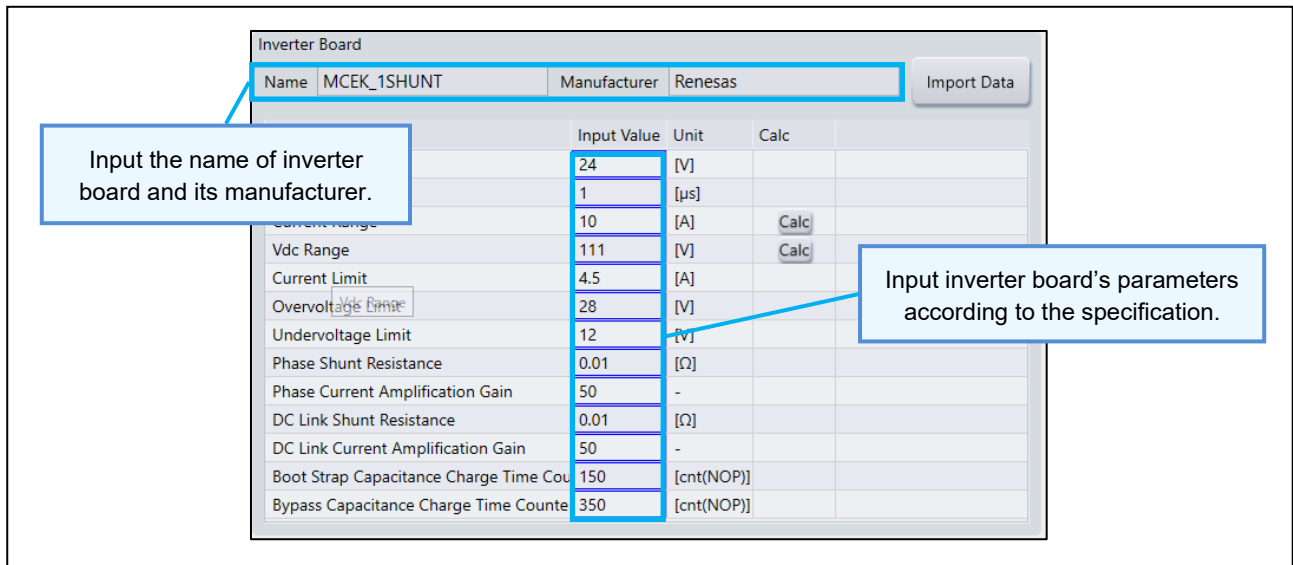 Inverter Board
Name MCEK_1SHUNT Manufacturer Renesas Import Data
Input the name of inverter
board and its manufacturer.
Input Value Unit Calc
24 [V]
1 [µs]
Current Range 10 [A] Calc
Vdc Range 111 [V] Calc
Current Limit 4.5 [A]
Input inverter board's parameters
according to the specification.
Overvoltage Limit 28 [V]
Vdc Range
Undervoltage Limit 12 [V]
Phase Shunt Resistance 0.01 [Ω]
Phase Current Amplification Gain 50 -
DC Link Shunt Resistance 0.01 [Ω]
DC Link Current Amplification Gain 50 -
Boot Strap Capacitance Charge Time Cou 150 [cnt(NOP)]
Bypass Capacitance Charge Time Counte 350 [cnt(NOP)]